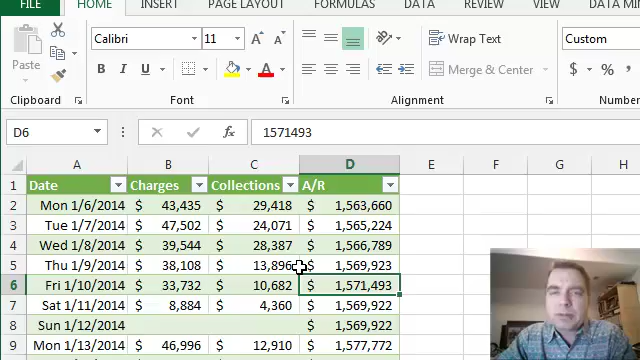 FILE HOME INSERT PAGE LAYOUT FORMULAS DATA REVIEW VIEW DATA MIN
Calibri 11 A A Wrap Text Custom
Paste B I U A Merge & Center $ % ,
Clipboard Font Alignment Number
D6 fx 1571493
A B C D E F G H
1 Date Charges Collections A/R
2 Mon 1/6/2014 $ 43,435 $ 29,418 $ 1,563,660
3 Tue 1/7/2014 $ 47,502 $ 24,071 $ 1,565,224
4 Wed 1/8/2014 $ 39,544 $ 28,387 $ 1,566,789
5 Thu 1/9/2014 $ 38,108 $ 13,896 $ 1,569,923
6 Fri 1/10/2014 $ 33,732 $ 10,682 $ 1,571,493
7 Sat 1/11/2014 $ 8,884 $ 4,360 $ 1,569,922
8 Sun 1/12/2014 $ 1,569,922
9 Mon 1/13/2014 $ 46,996 $ 12,910 $ 1,577,772